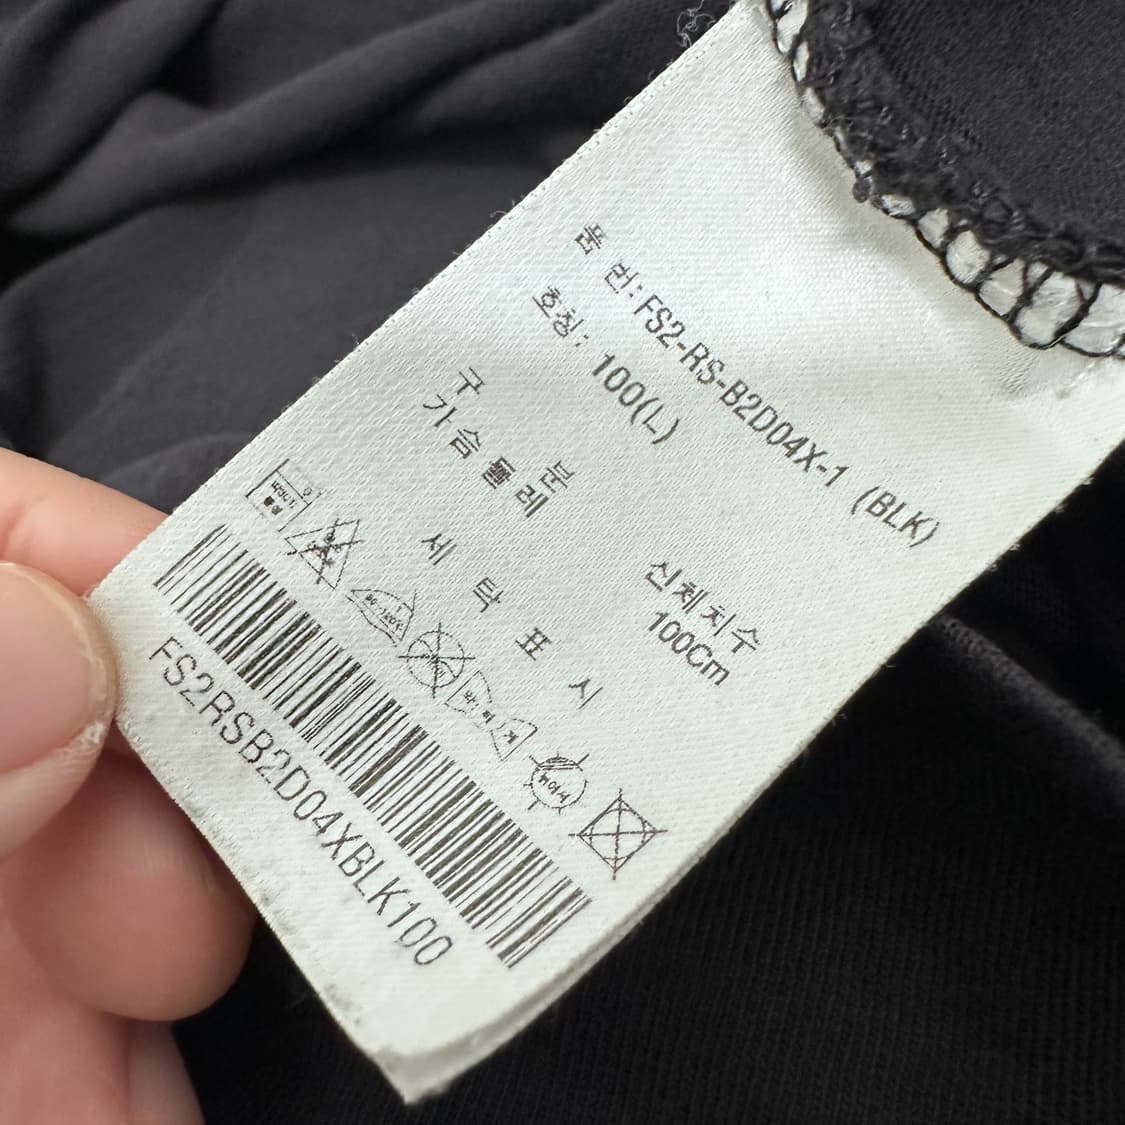 품 번: FS2-RS-B2D04X-1 (BLK)
호칭: 100(L)
구 분 신체치수
가슴둘레 100Cm
세 탁 표 시
FS2RSB2D04XBLK100